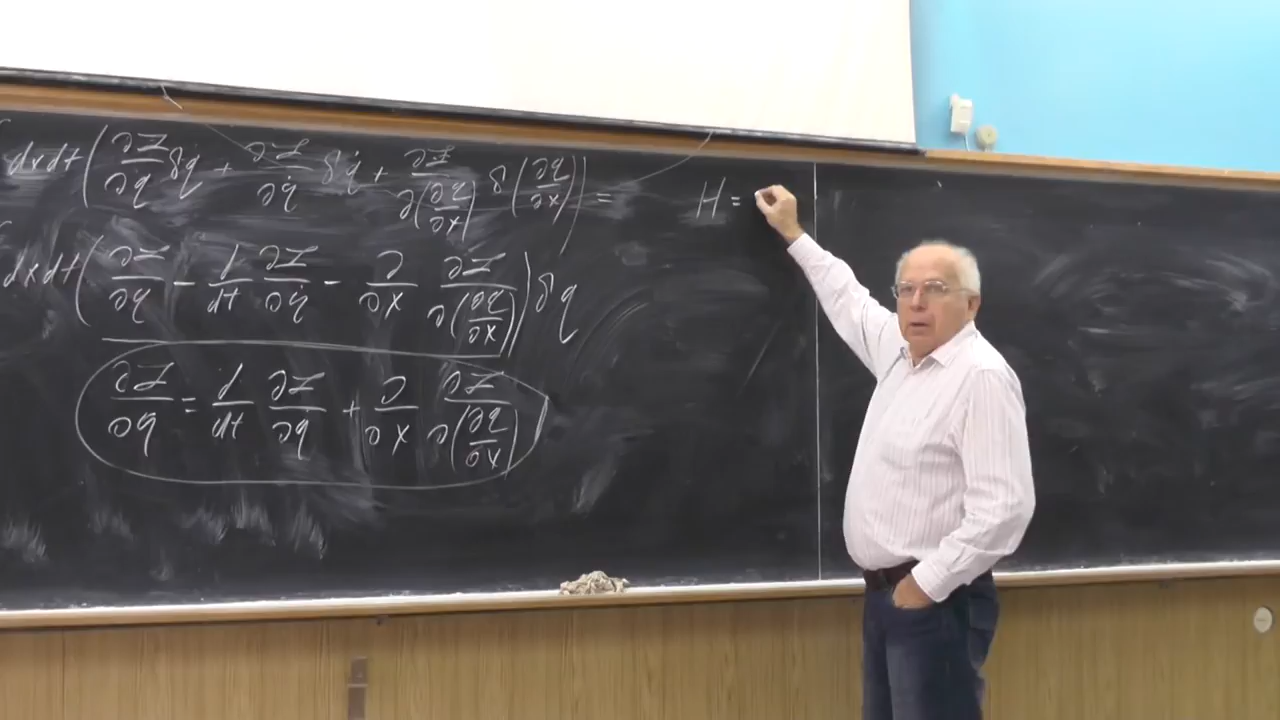 dxdt(∂ℒ/∂q δq + ∂ℒ/∂q̇ δq̇ + ∂ℒ/∂(∂q/∂x) δ(∂q/∂x)) =
H =
dxdt(∂ℒ/∂q − d/dt ∂ℒ/∂q̇ − ∂/∂x ∂ℒ/∂(∂q/∂x)) δq
∂ℒ/∂q = d/dt ∂ℒ/∂q̇ + ∂/∂x ∂ℒ/∂(∂q/∂x)